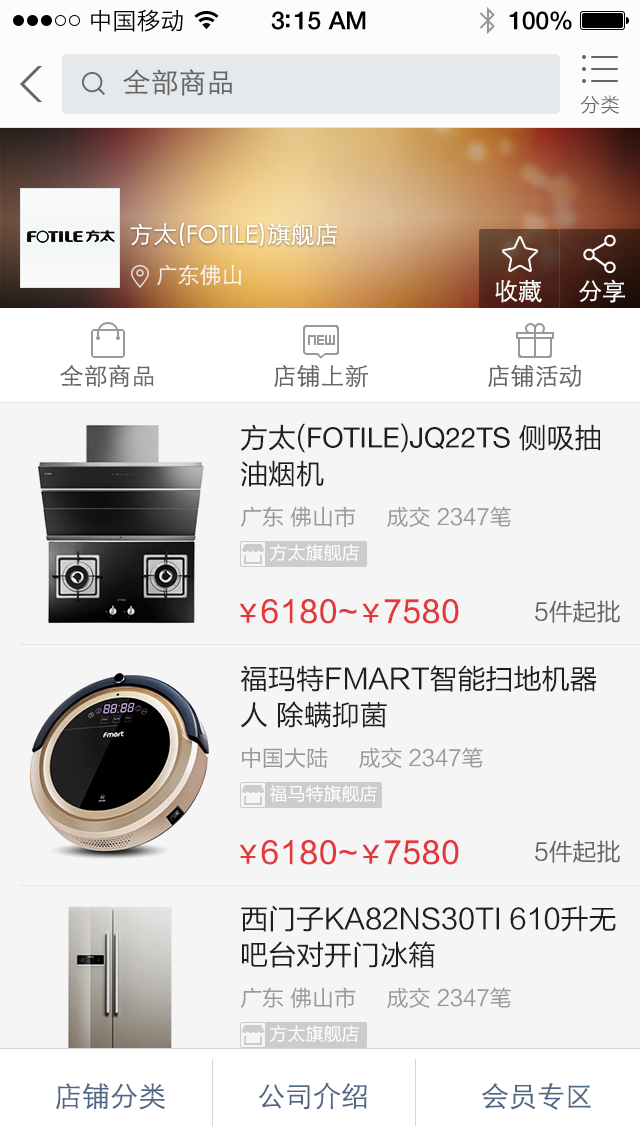 中国移动 3:15 AM 100%
全部商品
分类
FOTILE 方太
方太(FOTILE)旗舰店
广东佛山
收藏 分享
NEW
全部商品 店铺上新 店铺活动
方太(FOTILE)JQ22TS 侧吸抽
油烟机
广东 佛山市 成交 2347笔
方太旗舰店
¥6180~¥7580 5件起批
福玛特FMART智能扫地机器
人 除螨抑菌
88:88
Fmart
中国大陆 成交 2347笔
福马特旗舰店
¥6180~¥7580 5件起批
西门子KA82NS30TI 610升无
吧台对开门冰箱
广东 佛山市 成交 2347笔
方太旗舰店
店铺分类 公司介绍 会员专区